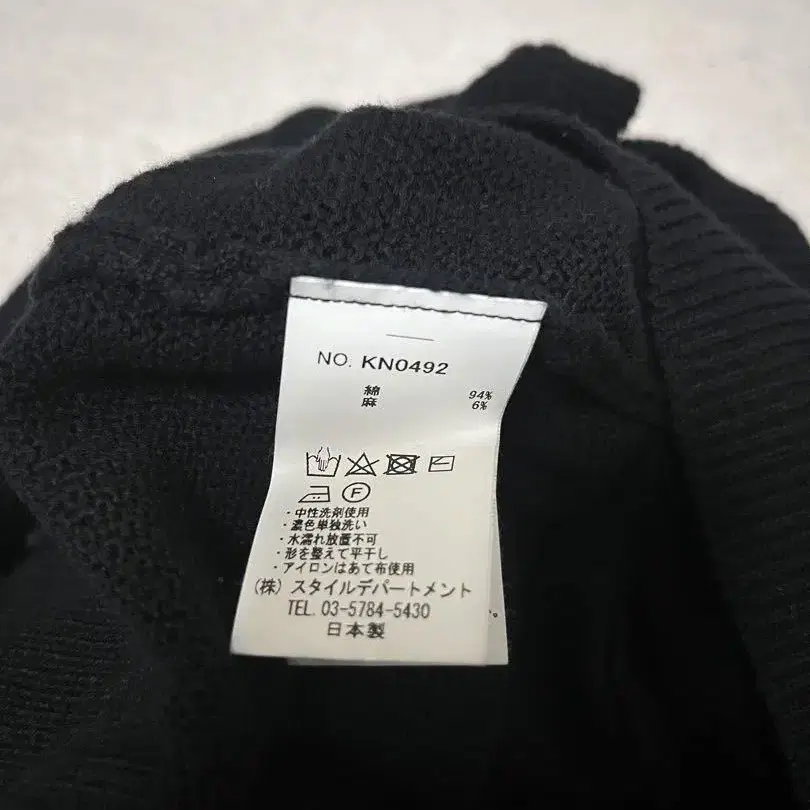 NO. KN0492
綿 94%
麻 6%
F
・中性洗剤使用
・濃色単独洗い
・水濡れ放置不可
・形を整えて平干し
・アイロンはあて布使用
(株) スタイルデパートメント
TEL. 03-5784-5430
日本製